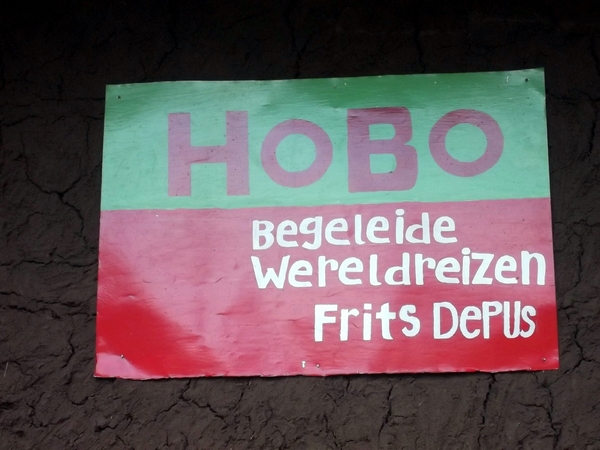 HoBo
Begeleide
Wereldreizen
Frits DePUs